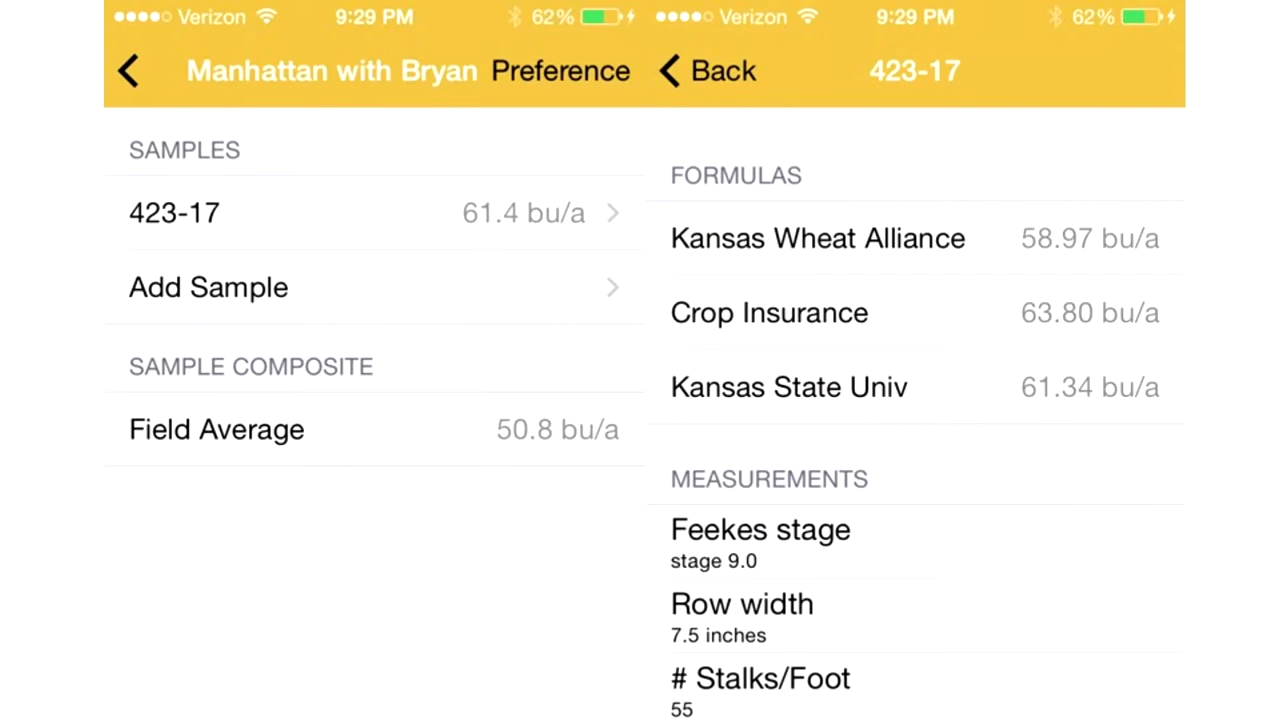 Verizon 9:29 PM 62%
Manhattan with Bryan Preference
SAMPLES
423-17 61.4 bu/a
Add Sample
SAMPLE COMPOSITE
Field Average 50.8 bu/a
Verizon 9:29 PM 62%
Back 423-17
FORMULAS
Kansas Wheat Alliance 58.97 bu/a
Crop Insurance 63.80 bu/a
Kansas State Univ 61.34 bu/a
MEASUREMENTS
Feekes stage
stage 9.0
Row width
7.5 inches
# Stalks/Foot
55